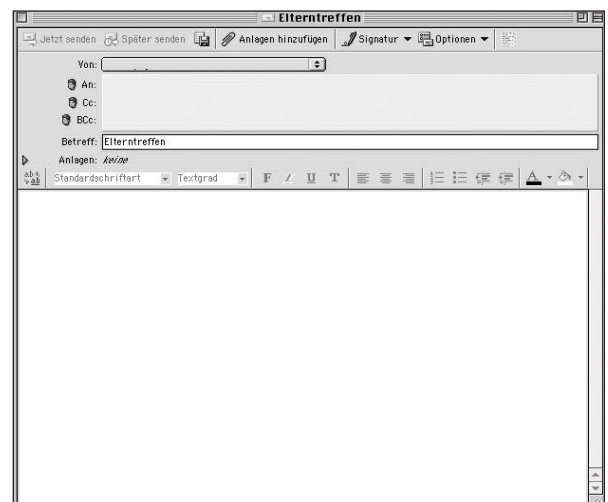 Elterntreffen
Jetzt senden Später senden Anlagen hinzufügen Signatur Optionen
Von:
An:
Cc:
BCc:
Betreff: Elterntreffen
Anlagen: keine
Standardschriftart Textgrad F I U T A